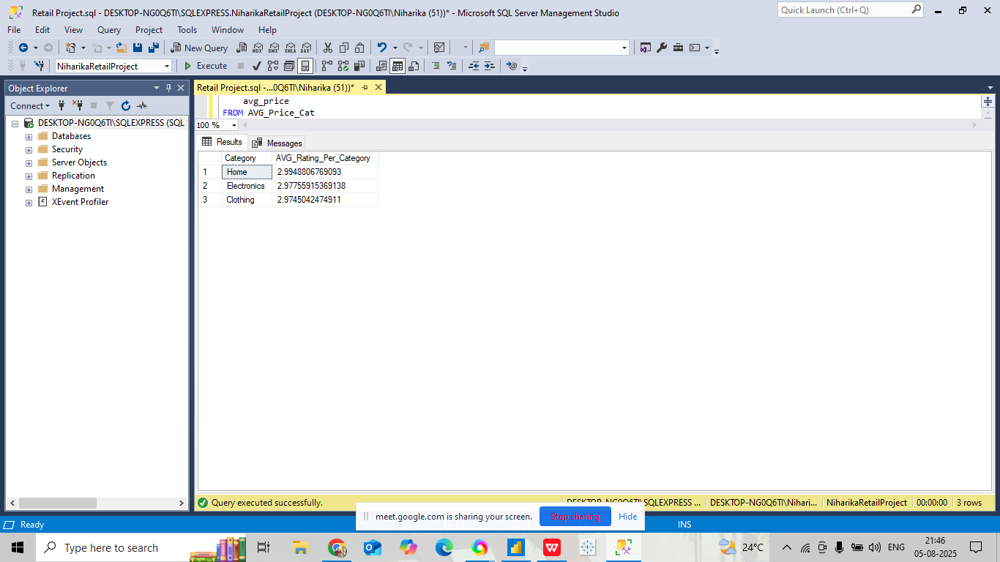 Retail Project.sql - DESKTOP-NG0Q6TI\SQLEXPRESS.NiharikaRetailProject (DESKTOP-NG0Q6TI\Niharika (51))* - Microsoft SQL Server Management Studio
Quick Launch (Ctrl+Q)
File Edit View Query Project Tools Window Help
New Query MDX DMX XMLA DAX
NiharikaRetailProject Execute
Object Explorer
Connect
DESKTOP-NG0Q6TI\SQLEXPRESS (SQL
Databases
Security
Server Objects
Replication
Management
XEvent Profiler
Retail Project.sql -...0Q6TI\Niharika (51))*
avg_price
FROM AVG_Price_Cat
100 %
Results Messages
Category AVG_Rating_Per_Category
1 Home 2.9948806769093
2 Electronics 2.97755915369138
3 Clothing 2.9745042474911
Query executed successfully.
DESKTOP-NG0Q6TI\SQLEXPRESS ... DESKTOP-NG0Q6TI\Nihari... NiharikaRetailProject 00:00:00 3 rows
meet.google.com is sharing your screen. Stop sharing Hide
Ready
INS
Type here to search
24°C
ENG
21:46
05-08-2025